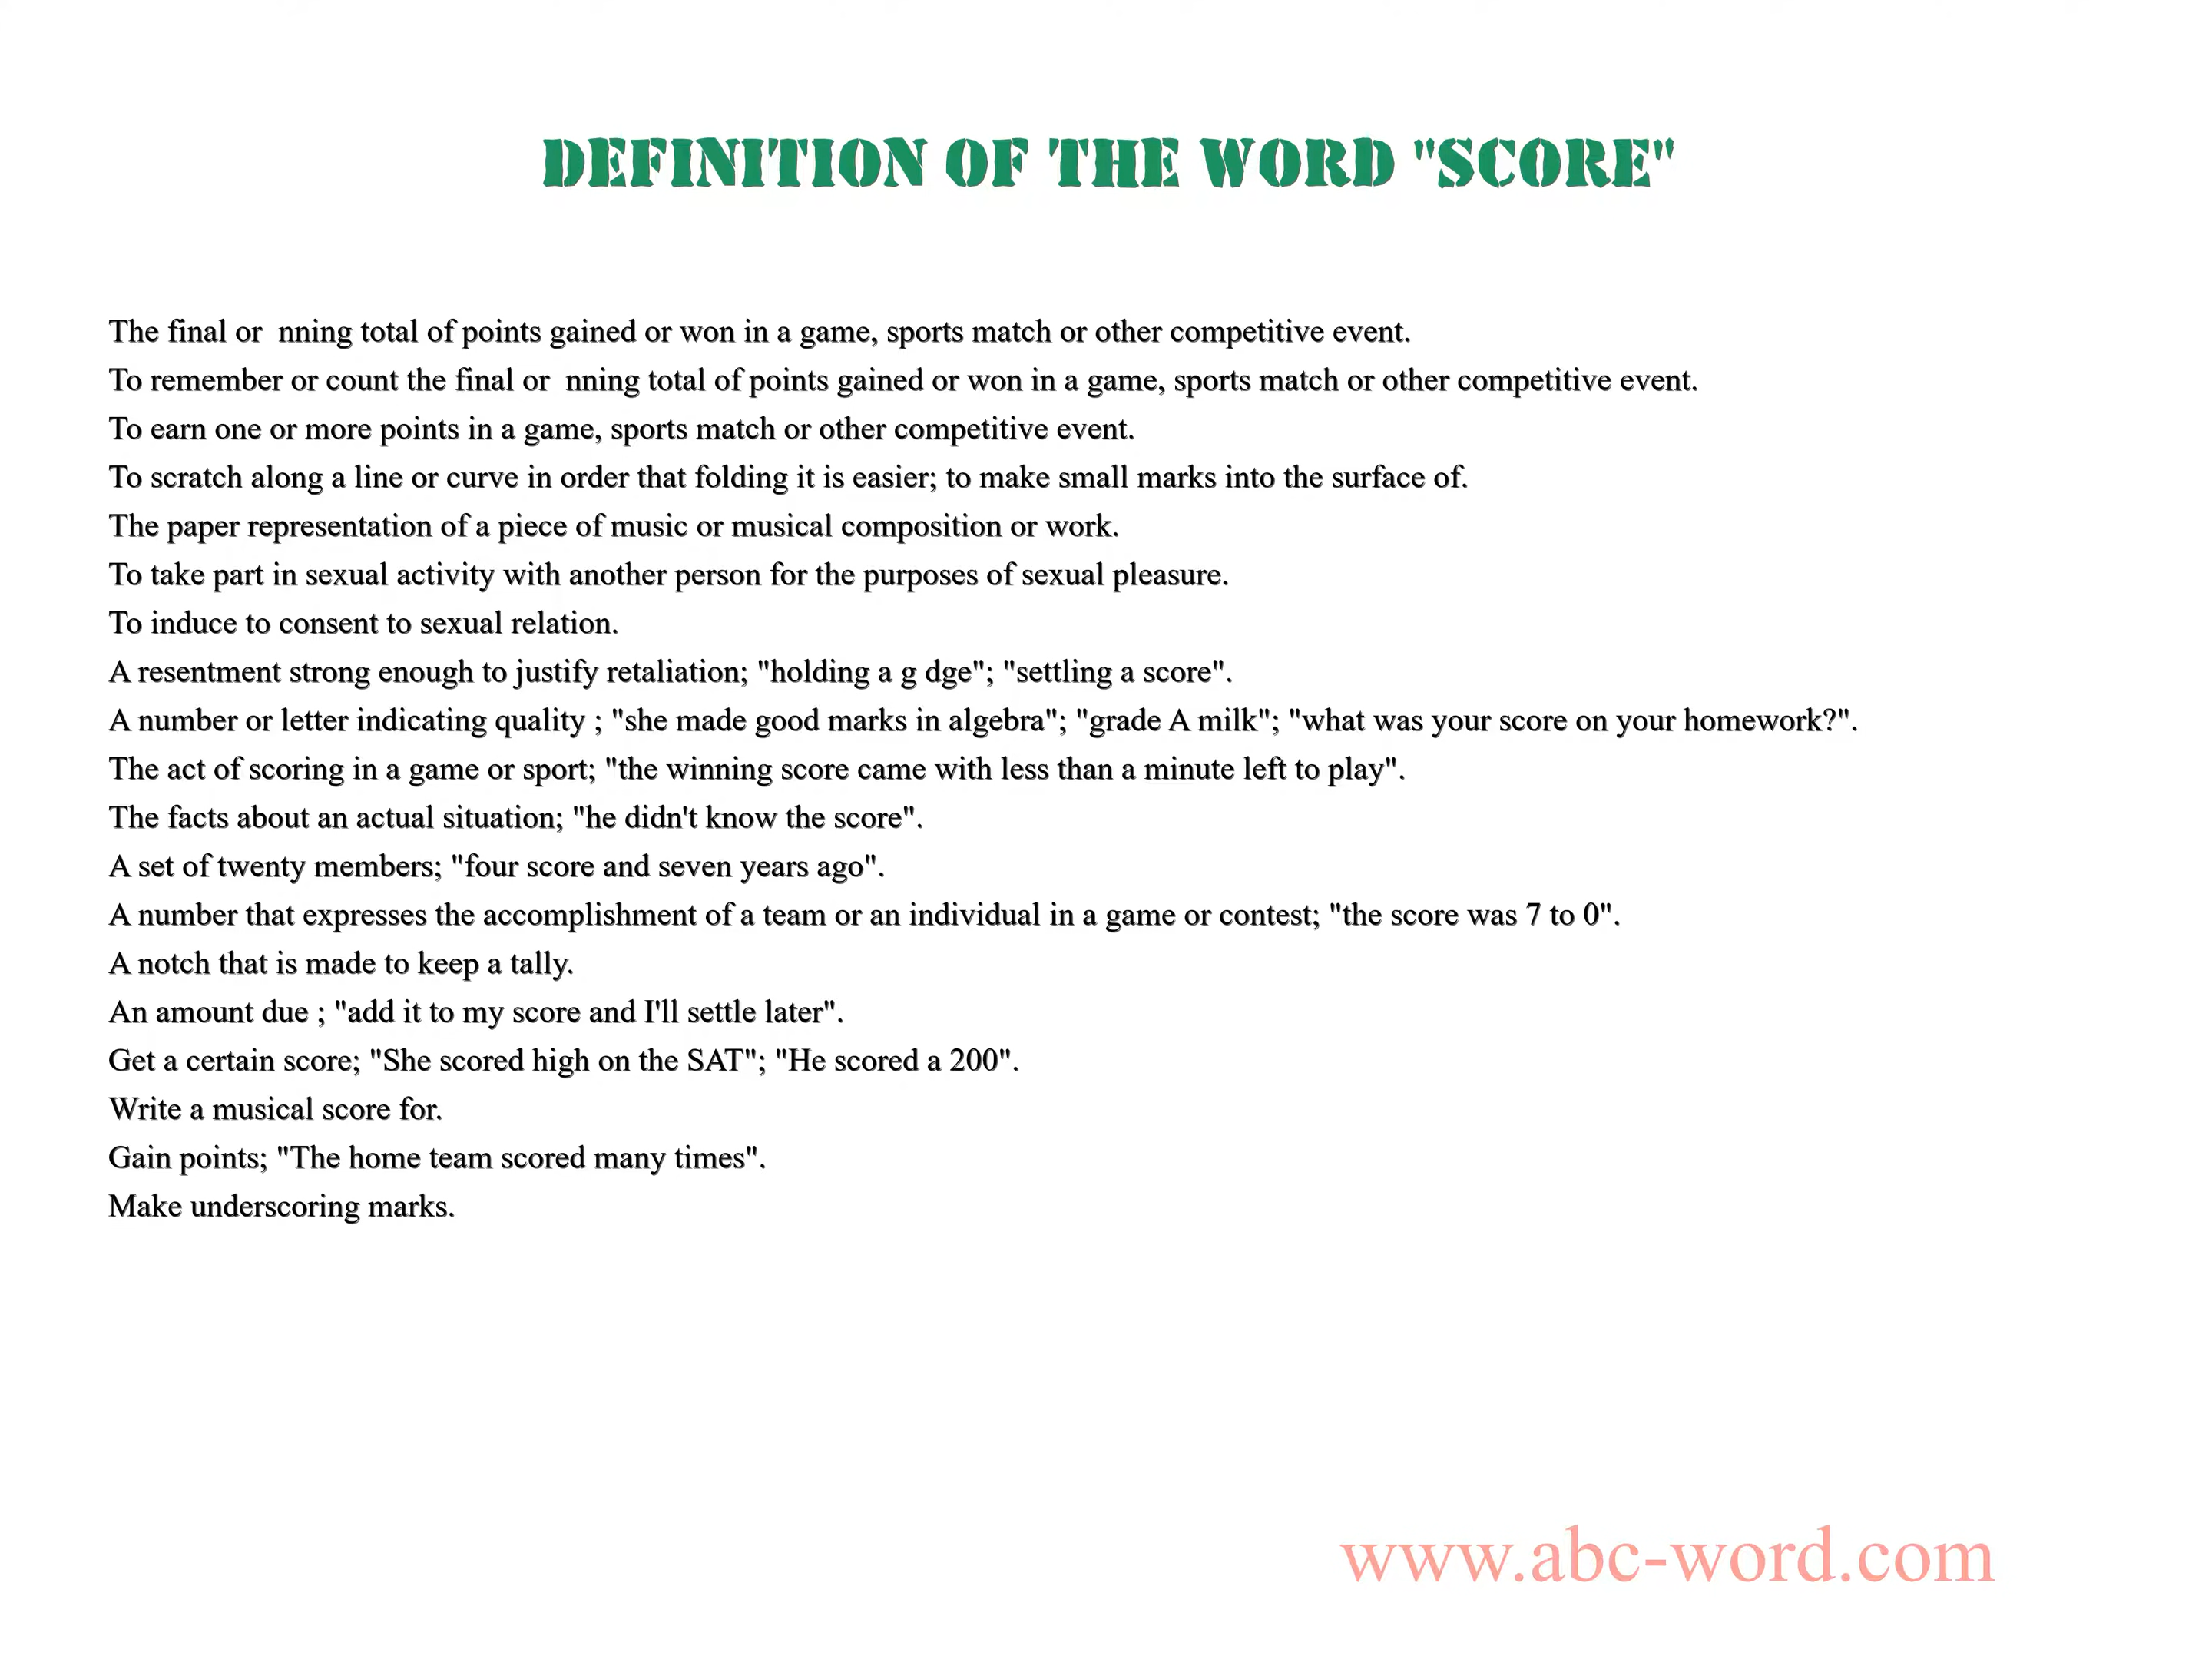 DEFINITION OF THE WORD "SCORE"
The final or  nning total of points gained or won in a game, sports match or other competitive event.
To remember or count the final or  nning total of points gained or won in a game, sports match or other competitive event.
To earn one or more points in a game, sports match or other competitive event.
To scratch along a line or curve in order that folding it is easier; to make small marks into the surface of.
The paper representation of a piece of music or musical composition or work.
To take part in sexual activity with another person for the purposes of sexual pleasure.
To induce to consent to sexual relation.
A resentment strong enough to justify retaliation; "holding a g dge"; "settling a score".
A number or letter indicating quality ; "she made good marks in algebra"; "grade A milk"; "what was your score on your homework?".
The act of scoring in a game or sport; "the winning score came with less than a minute left to play".
The facts about an actual situation; "he didn't know the score".
A set of twenty members; "four score and seven years ago".
A number that expresses the accomplishment of a team or an individual in a game or contest; "the score was 7 to 0".
A notch that is made to keep a tally.
An amount due ; "add it to my score and I'll settle later".
Get a certain score; "She scored high on the SAT"; "He scored a 200".
Write a musical score for.
Gain points; "The home team scored many times".
Make underscoring marks.
www.abc-word.com